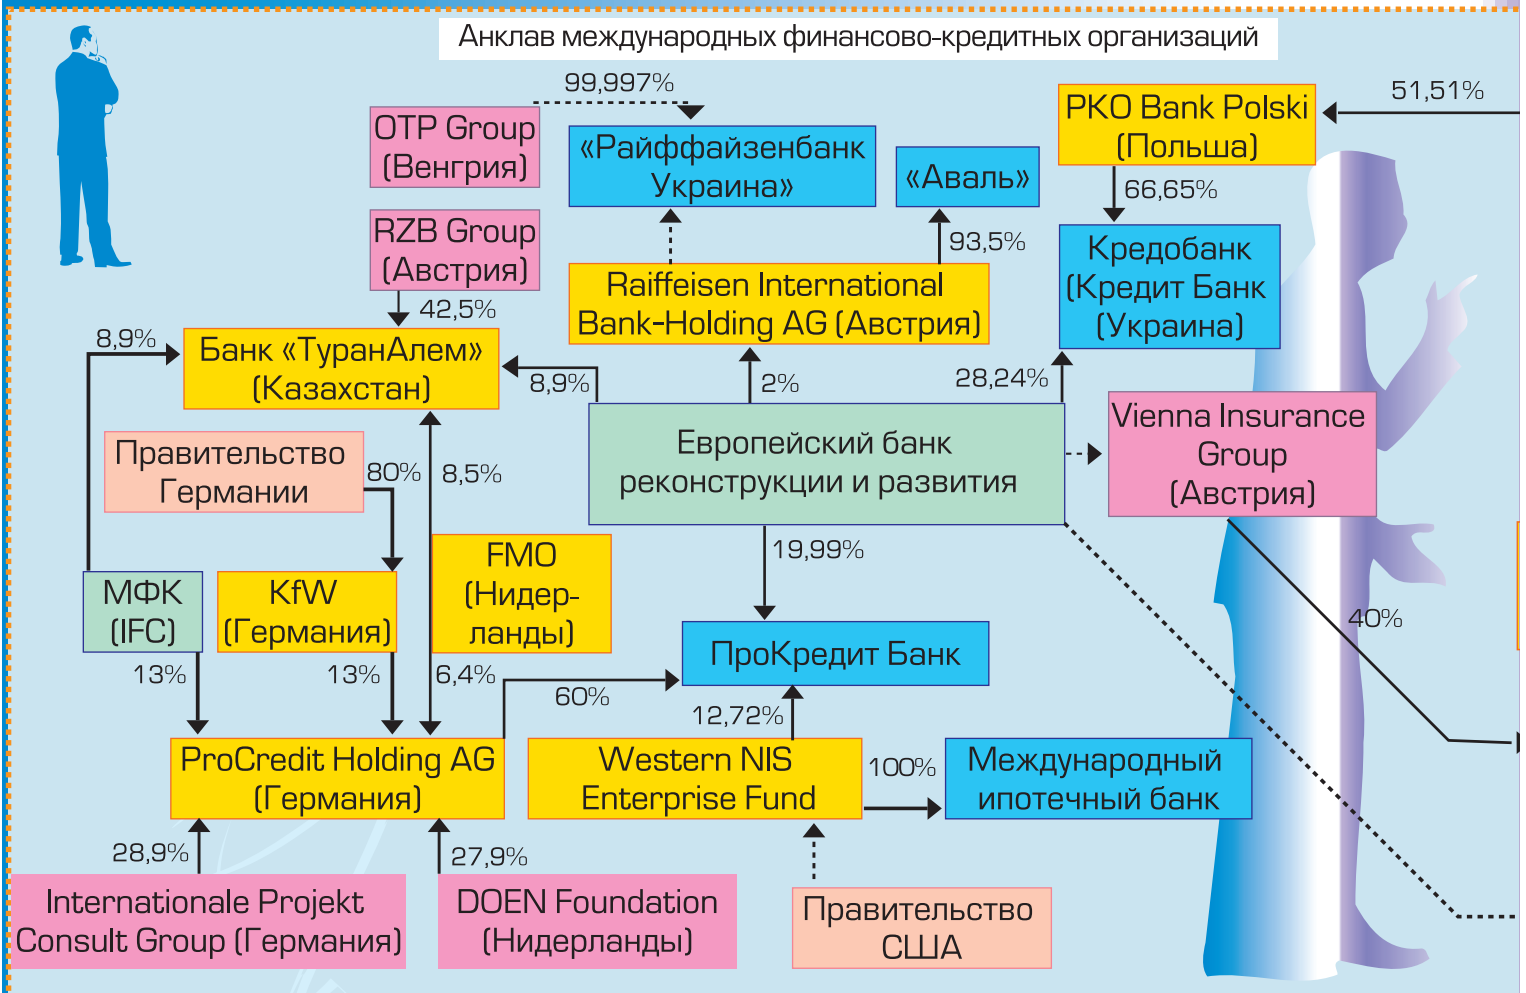 Анклав международных финансово-кредитных организаций
99,997%
51,51%
OTP Group
(Венгрия)
«Райффайзенбанк
Украина»
«Аваль»
PKO Bank Polski
(Польша)
66,65%
RZB Group
(Австрия)
93,5%
42,5%
Raiffeisen International
Bank-Holding AG (Австрия)
Кредобанк
(Кредит Банк
(Украина)
8,9%
Банк «ТуранАлем»
(Казахстан)
8,9%
2%
28,24%
Правительство
Германии
80%
8,5%
Европейский банк
реконструкции и развития
Vienna Insurance
Group
(Австрия)
19,99%
МФК
(IFC)
KfW
(Германия)
FMO
(Нидер-
ланды)
40%
ПроКредит Банк
13%
13%
6,4%
60%
12,72%
ProCredit Holding AG
(Германия)
Western NIS
Enterprise Fund
100%
Международный
ипотечный банк
28,9%
27,9%
Internationale Projekt
Consult Group (Германия)
DOEN Foundation
(Нидерланды)
Правительство
США